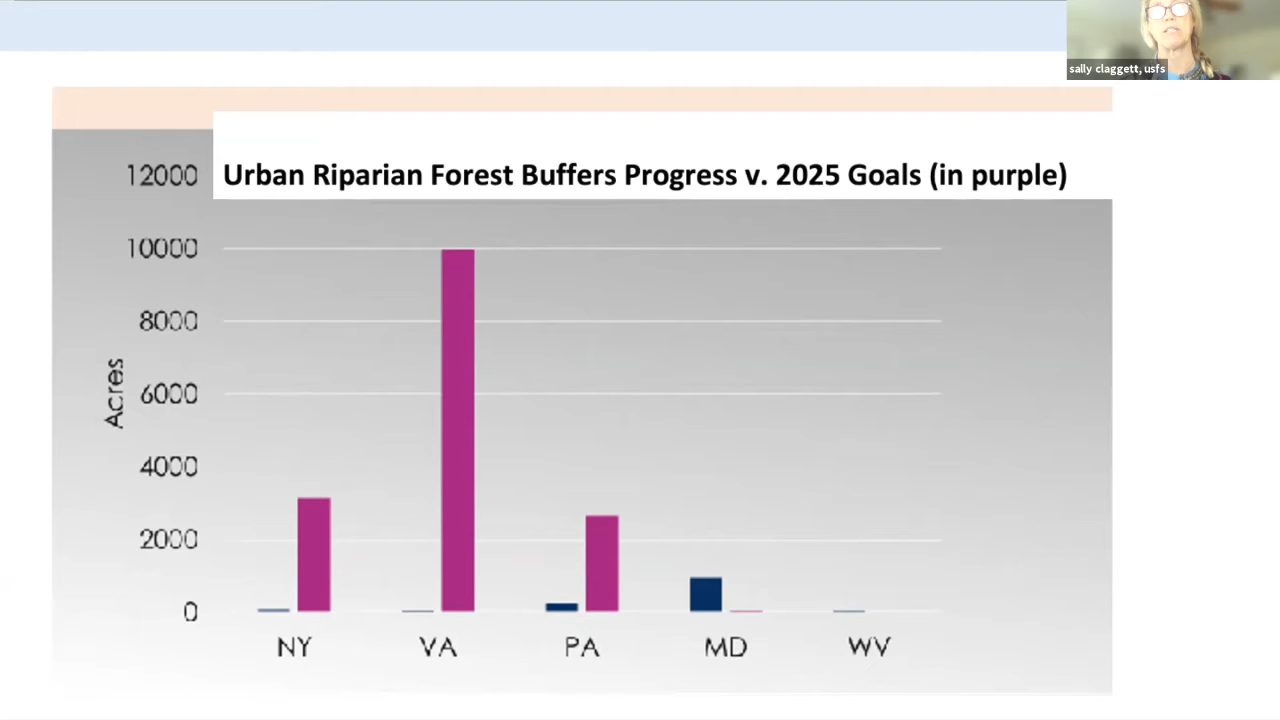 sally claggett, usfs
Urban Riparian Forest Buffers Progress v. 2025 Goals (in purple)
12000
10000
8000
6000
4000
2000
0
Acres
NY VA PA MD WV